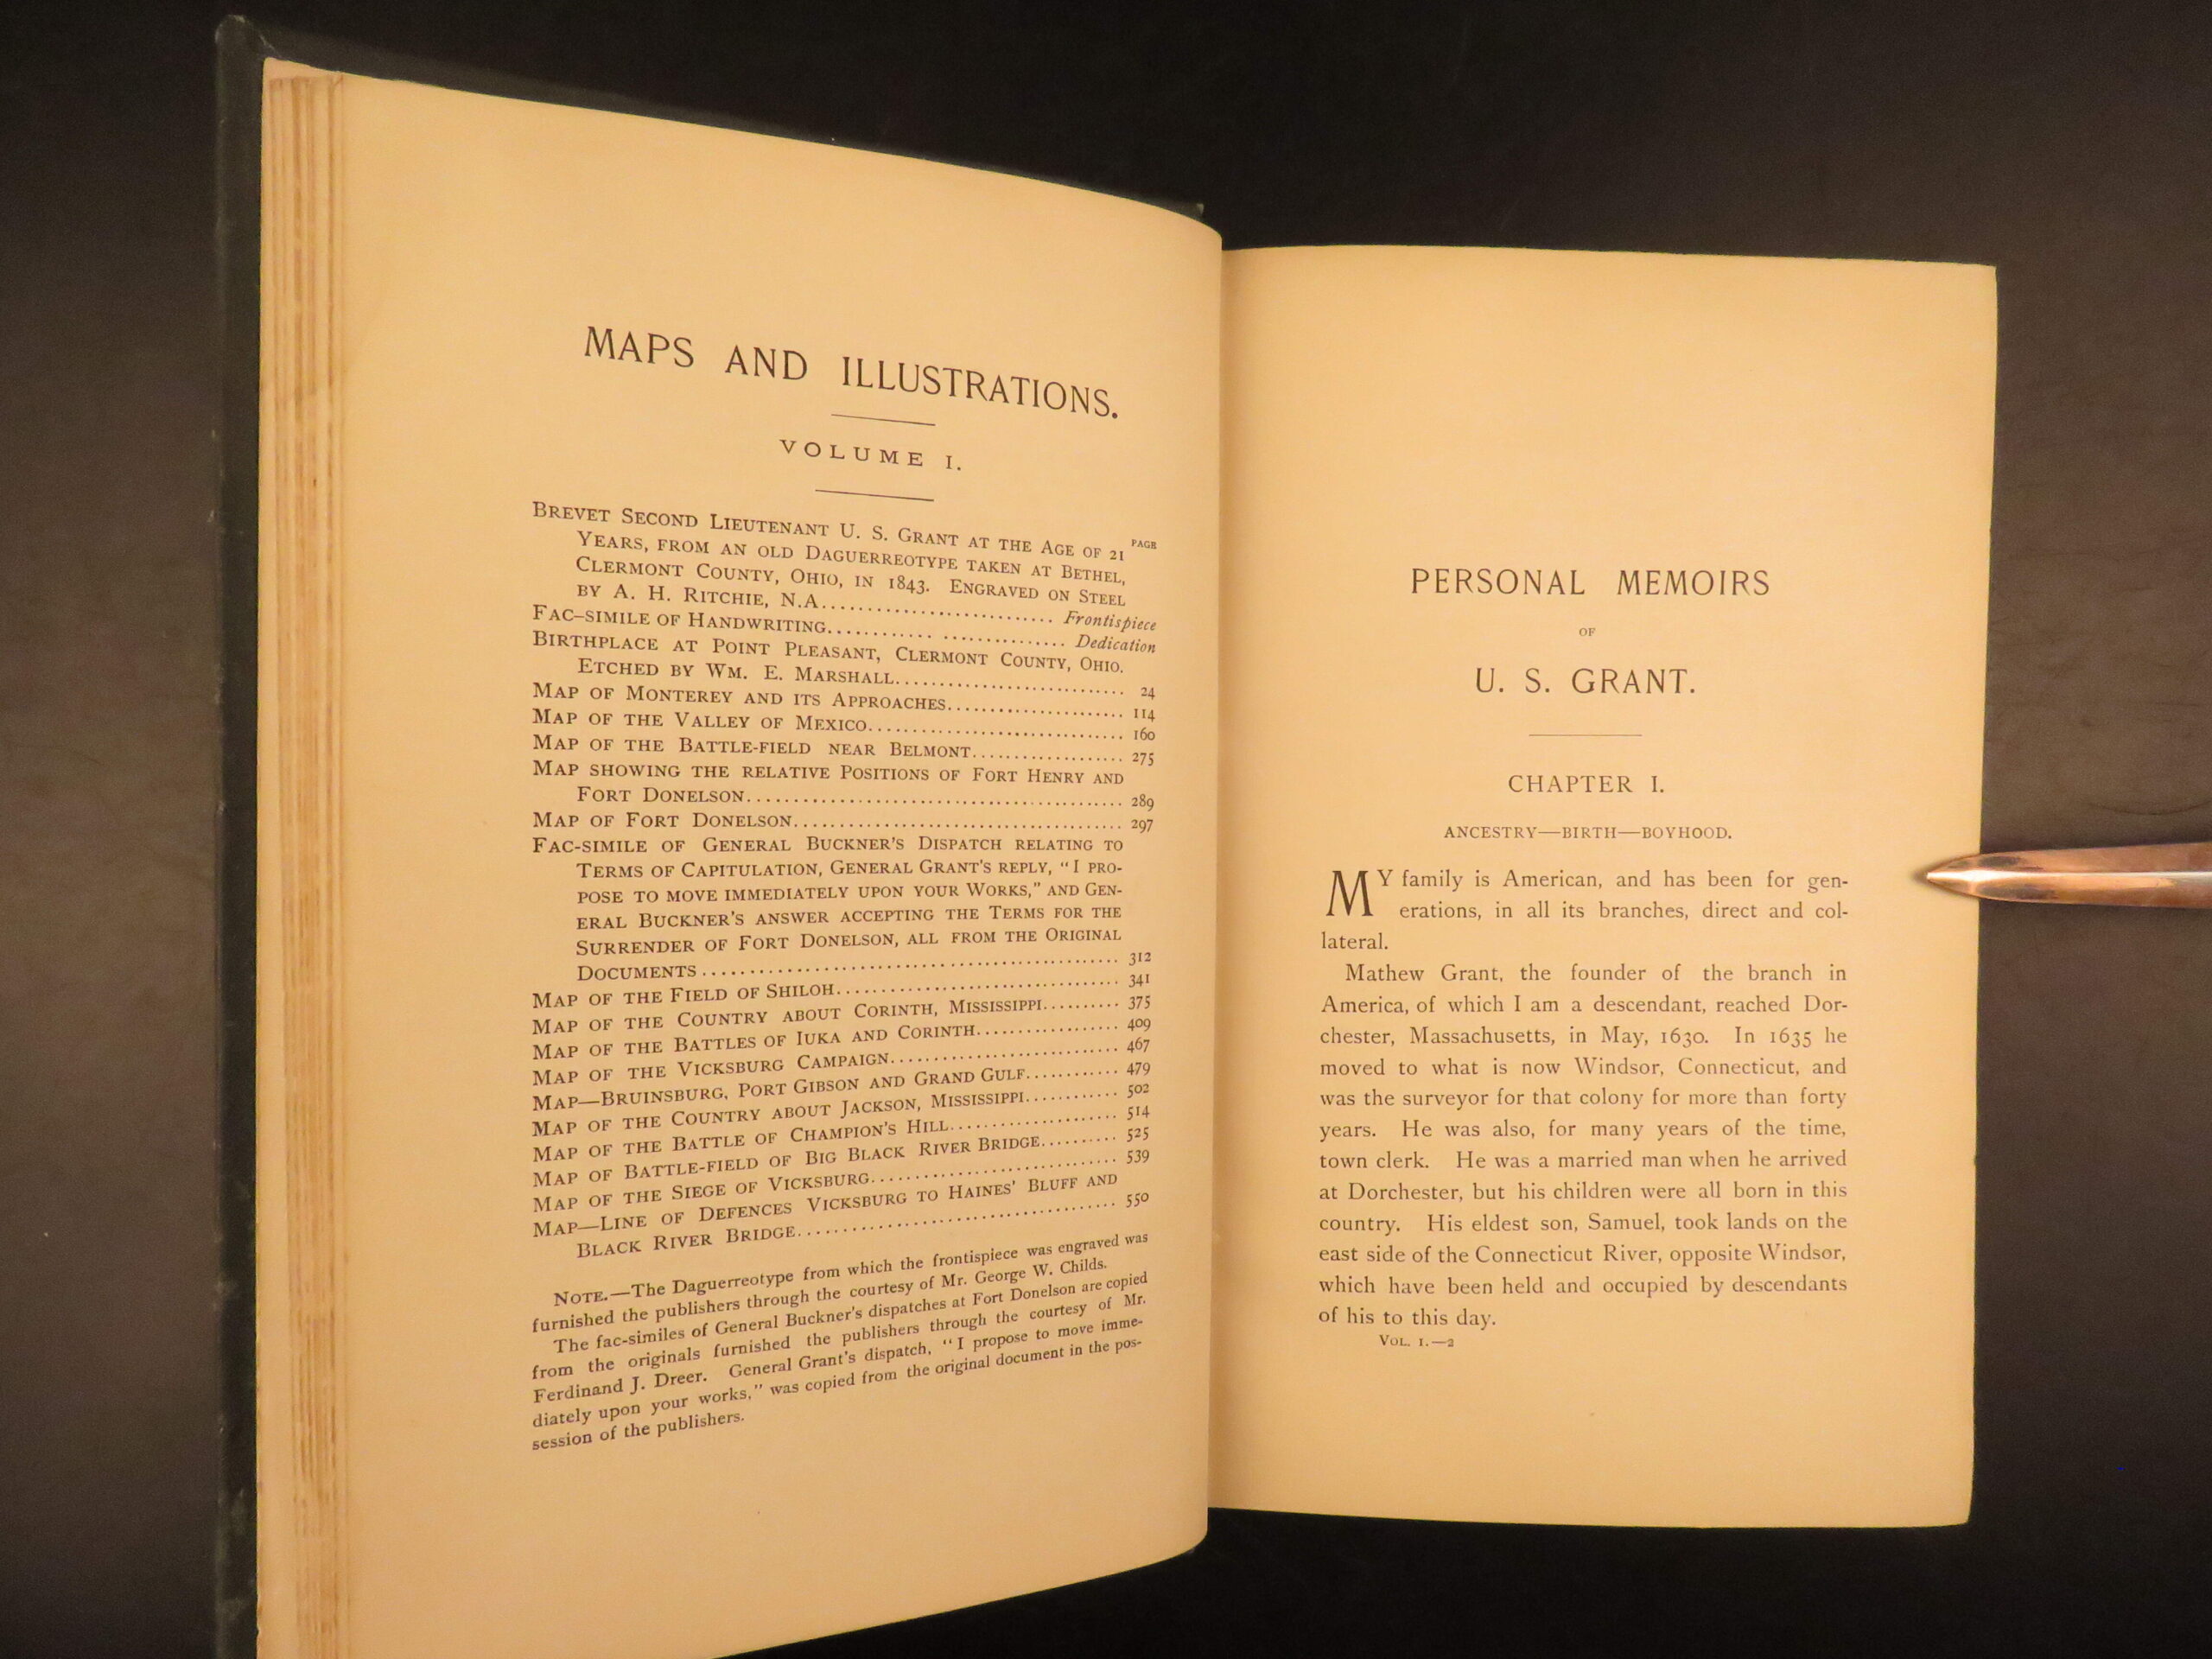 MAPS AND ILLUSTRATIONS.
VOLUME I.
PAGE
BREVET SECOND LIEUTENANT U. S. GRANT AT THE AGE OF 21
YEARS, FROM AN OLD DAGUERREOTYPE TAKEN AT BETHEL,
CLERMONT COUNTY, OHIO, IN 1843. ENGRAVED ON STEEL
BY A. H. RITCHIE, N.A......................... Frontispiece
FAC-SIMILE OF HANDWRITING............ .............. Dedication
BIRTHPLACE AT POINT PLEASANT, CLERMONT COUNTY, OHIO.
ETCHED BY WM. E. MARSHALL............................ 24
MAP OF MONTEREY AND ITS APPROACHES...................... 114
MAP OF THE VALLEY OF MEXICO.............................. 160
MAP OF THE BATTLE-FIELD NEAR BELMONT................... 275
MAP SHOWING THE RELATIVE POSITIONS OF FORT HENRY AND
FORT DONELSON.......................................... 289
MAP OF FORT DONELSON..................................... 297
FAC-SIMILE OF GENERAL BUCKNER'S DISPATCH RELATING TO
TERMS OF CAPITULATION, GENERAL GRANT'S REPLY, "I PRO-
POSE TO MOVE IMMEDIATELY UPON YOUR WORKS," AND GEN-
ERAL BUCKNER'S ANSWER ACCEPTING THE TERMS FOR THE
SURRENDER OF FORT DONELSON, ALL FROM THE ORIGINAL
DOCUMENTS ............................................. 312
MAP OF THE FIELD OF SHILOH............................... 341
MAP OF THE COUNTRY ABOUT CORINTH, MISSISSIPPI.......... 375
MAP OF THE BATTLES OF IUKA AND CORINTH.................. 409
MAP OF THE VICKSBURG CAMPAIGN........................... 467
MAP—BRUINSBURG, PORT GIBSON AND GRAND GULF............ 479
MAP OF THE COUNTRY ABOUT JACKSON, MISSISSIPPI............ 502
MAP OF THE BATTLE OF CHAMPION'S HILL..................... 514
MAP OF BATTLE-FIELD OF BIG BLACK RIVER BRIDGE.......... 525
MAP OF THE SIEGE OF VICKSBURG............................ 539
MAP—LINE OF DEFENCES VICKSBURG TO HAINES' BLUFF AND
BLACK RIVER BRIDGE.................................... 550
NOTE.—The Daguerreotype from which the frontispiece was engraved was
furnished the publishers through the courtesy of Mr. George W. Childs.
The fac-similes of General Buckner's dispatches at Fort Donelson are copied
from the originals furnished the publishers through the courtesy of Mr.
Ferdinand J. Dreer. General Grant's dispatch, "I propose to move imme-
diately upon your works," was copied from the original document in the pos-
session of the publishers.
PERSONAL MEMOIRS
OF
U. S. GRANT.
CHAPTER I.
ANCESTRY—BIRTH—BOYHOOD.
MY family is American, and has been for gen-
erations, in all its branches, direct and col-
lateral.
Mathew Grant, the founder of the branch in
America, of which I am a descendant, reached Dor-
chester, Massachusetts, in May, 1630. In 1635 he
moved to what is now Windsor, Connecticut, and
was the surveyor for that colony for more than forty
years. He was also, for many years of the time,
town clerk. He was a married man when he arrived
at Dorchester, but his children were all born in this
country. His eldest son, Samuel, took lands on the
east side of the Connecticut River, opposite Windsor,
which have been held and occupied by descendants
of his to this day.
VOL. I.—2